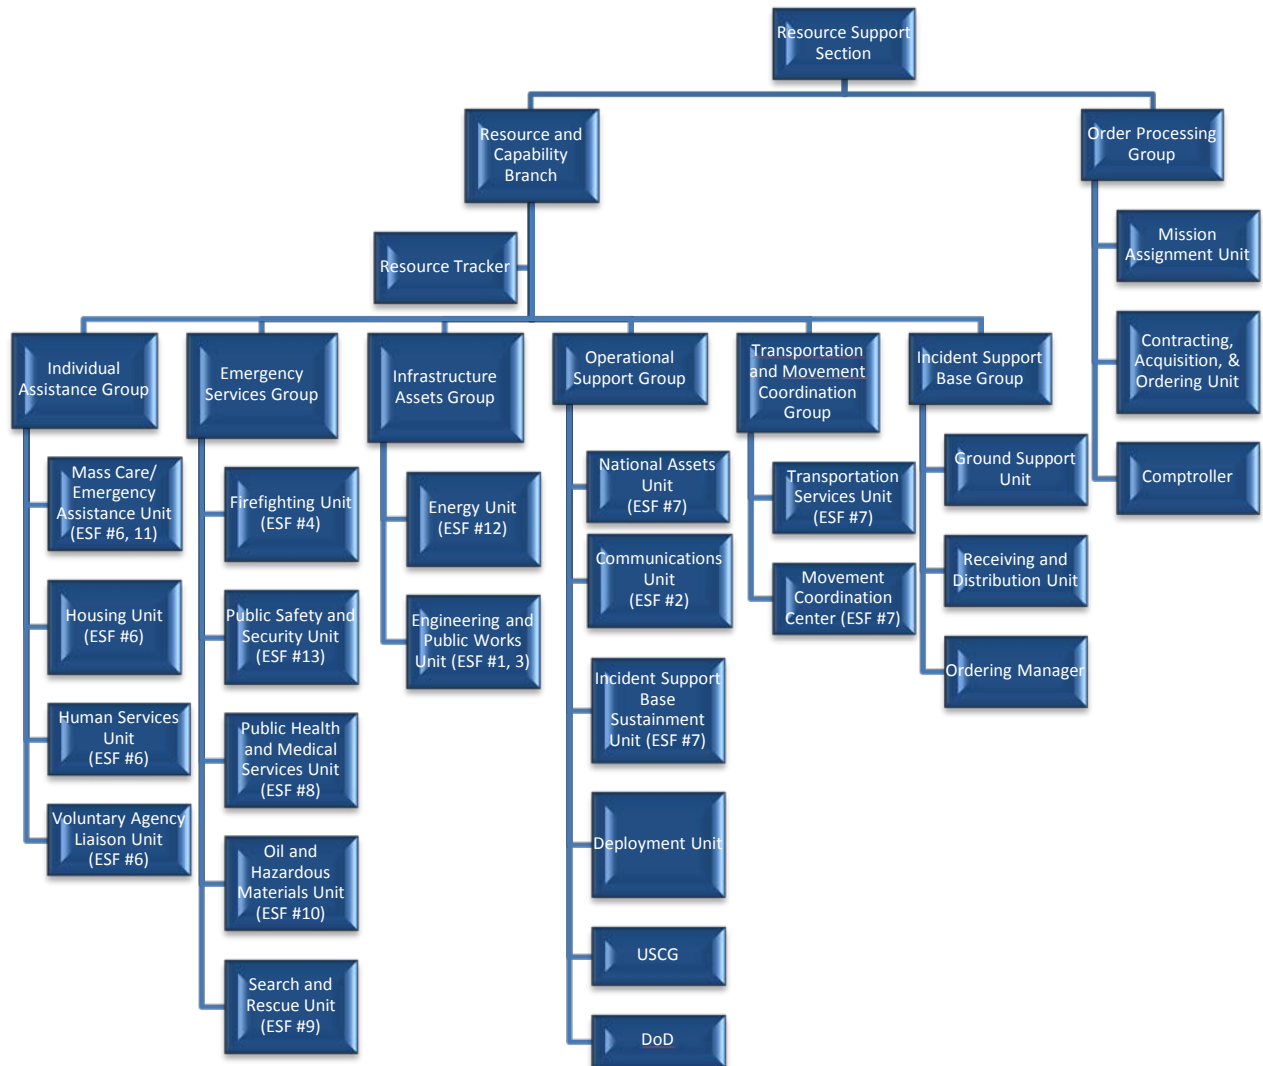 Resource Support
Section
Resource and
Capability
Branch
Order Processing
Group
Resource Tracker
Mission
Assignment Unit
Contracting,
Acquisition, &
Ordering Unit
Comptroller
Individual
Assistance Group
Mass Care/
Emergency
Assistance Unit
(ESF #6, 11)
Housing Unit
(ESF #6)
Human Services
Unit
(ESF #6)
Voluntary Agency
Liaison Unit
(ESF #6)
Emergency
Services Group
Firefighting Unit
(ESF #4)
Public Safety and
Security Unit
(ESF #13)
Public Health
and Medical
Services Unit
(ESF #8)
Oil and
Hazardous
Materials Unit
(ESF #10)
Search and
Rescue Unit
(ESF #9)
Infrastructure
Assets Group
Energy Unit
(ESF #12)
Engineering and
Public Works
Unit (ESF #1, 3)
Operational
Support Group
National Assets
Unit
(ESF #7)
Communications
Unit
(ESF #2)
Incident Support
Base
Sustainment
Unit (ESF #7)
Deployment Unit
USCG
DoD
Transportation
and Movement
Coordination
Group
Transportation
Services Unit
(ESF #7)
Movement
Coordination
Center (ESF #7)
Incident Support
Base Group
Ground Support
Unit
Receiving and
Distribution Unit
Ordering Manager